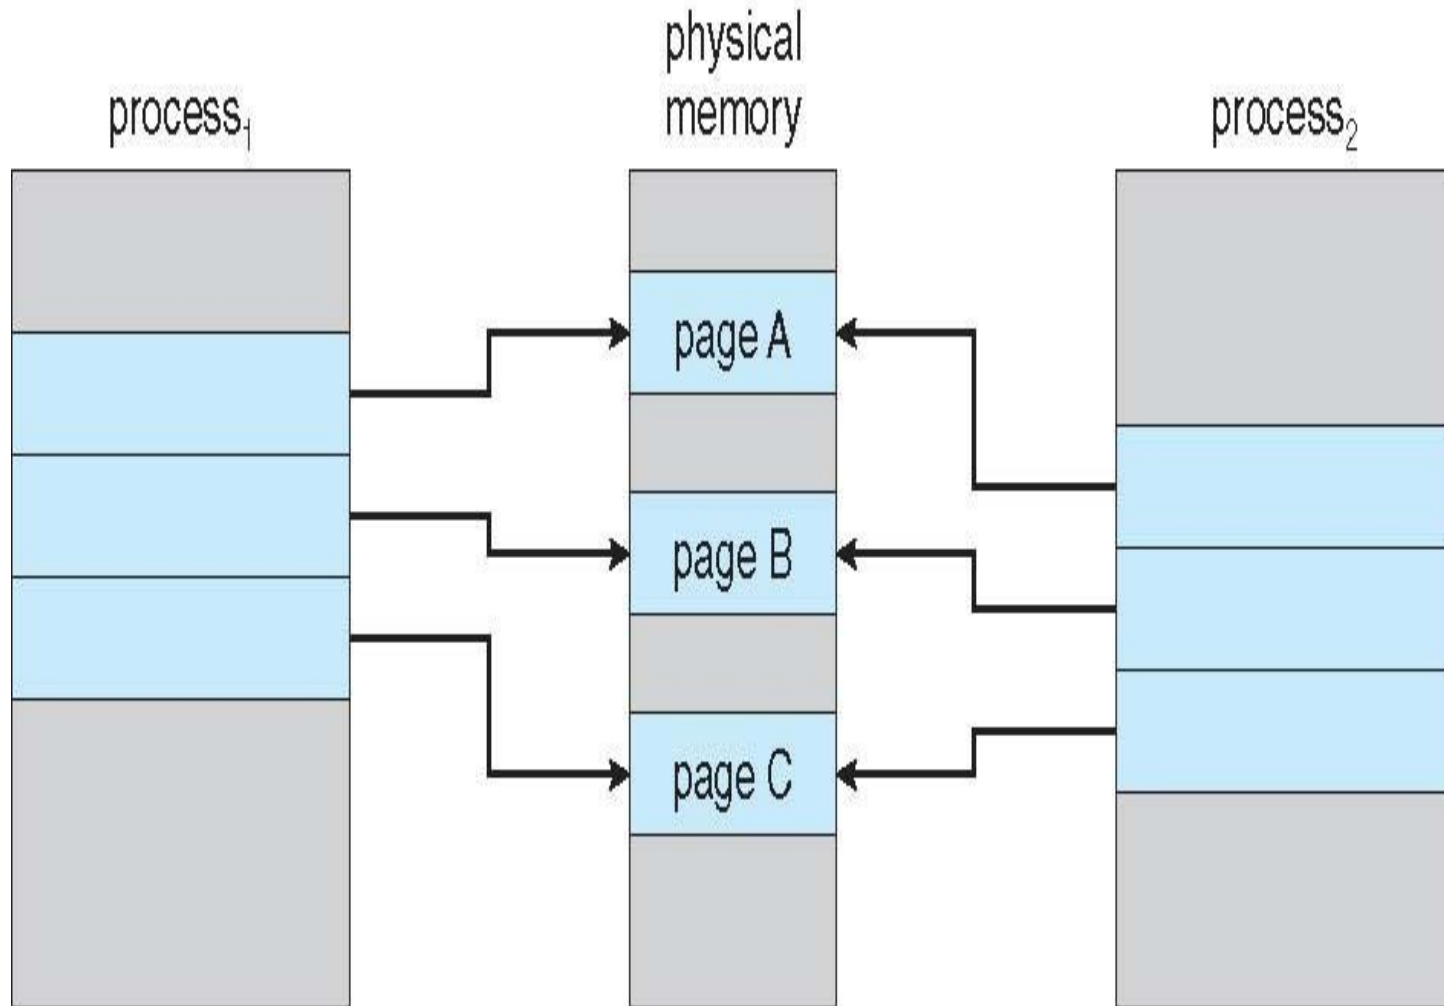 physical
memory
process₁
process₂
page A
page B
page C